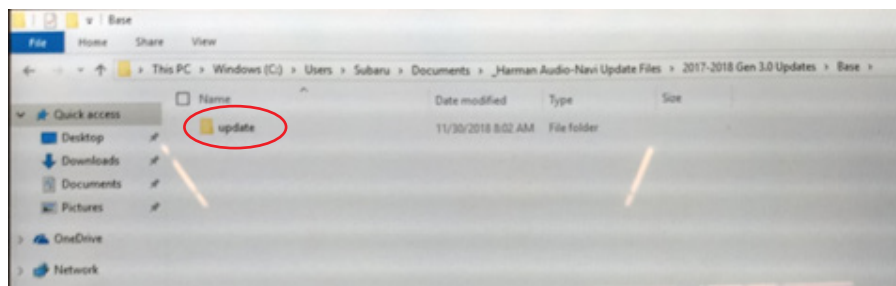 Base
File Home Share View
This PC > Windows (C:) > Users > Subaru > Documents > _Harman Audio-Navi Update Files > 2017-2018 Gen 3.0 Updates > Base >
Name Date modified Type Size
Quick access
update 11/30/2018 8:02 AM File folder
Desktop
Downloads
Documents
Pictures
OneDrive
Network